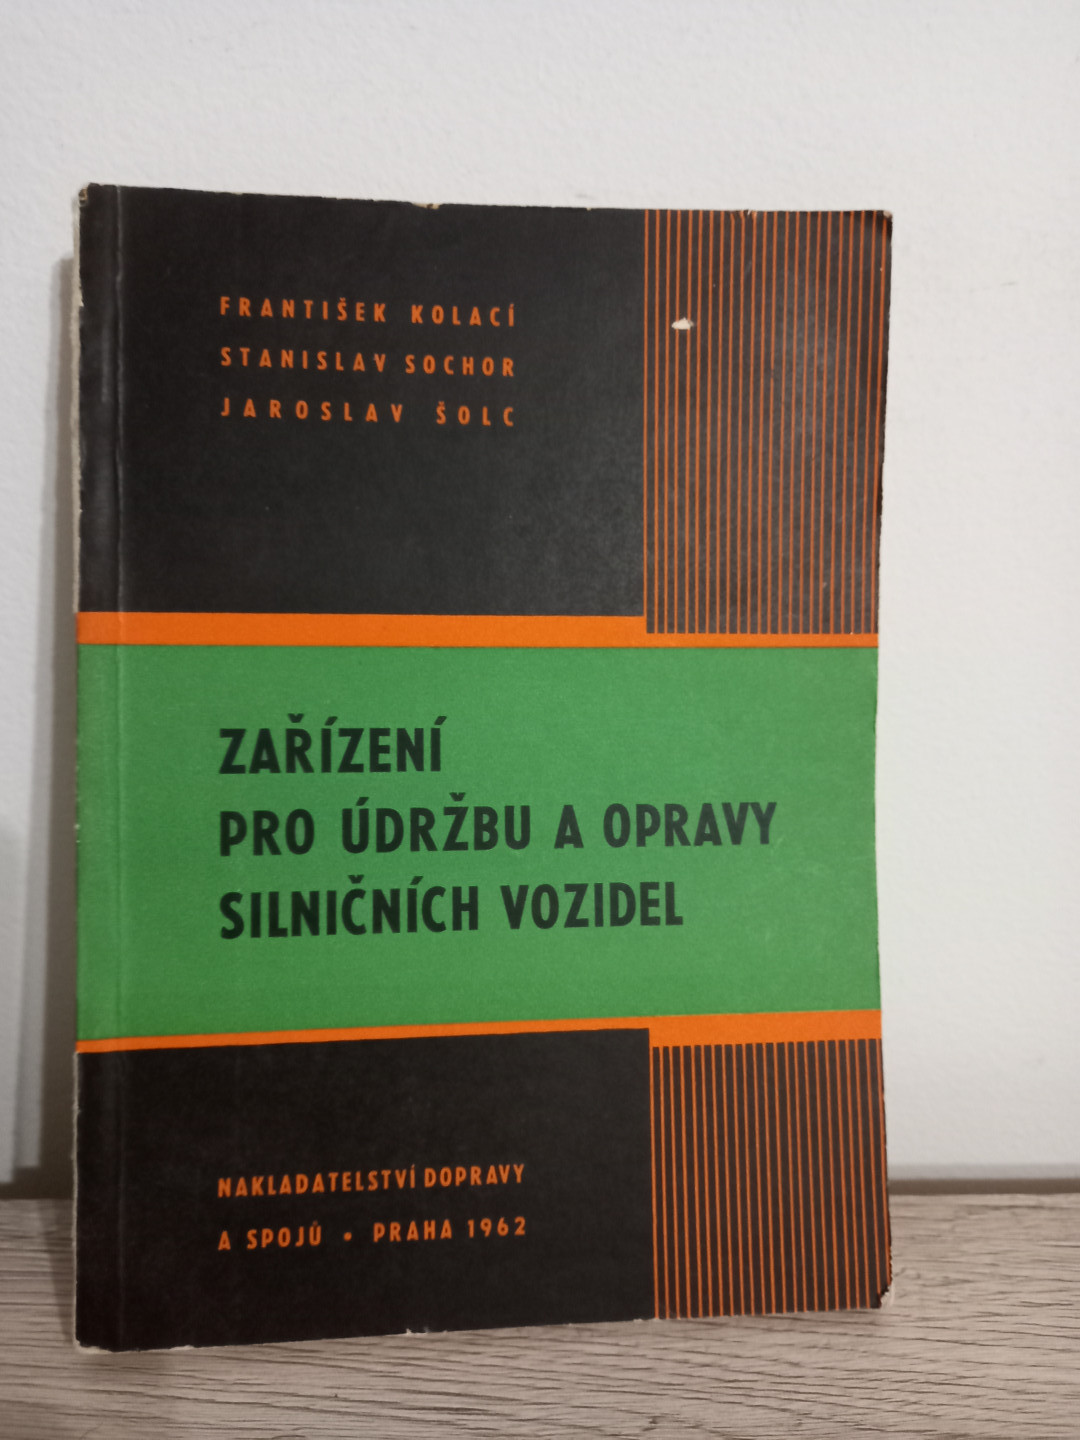 FRANTIŠEK KOLACÍ
STANISLAV SOCHOR
JAROSLAV ŠOLC
ZAŘÍZENÍ
PRO ÚDRŽBU A OPRAVY
SILNIČNÍCH VOZIDEL
NAKLADATELSTVÍ DOPRAVY
A SPOJŮ • PRAHA 1962